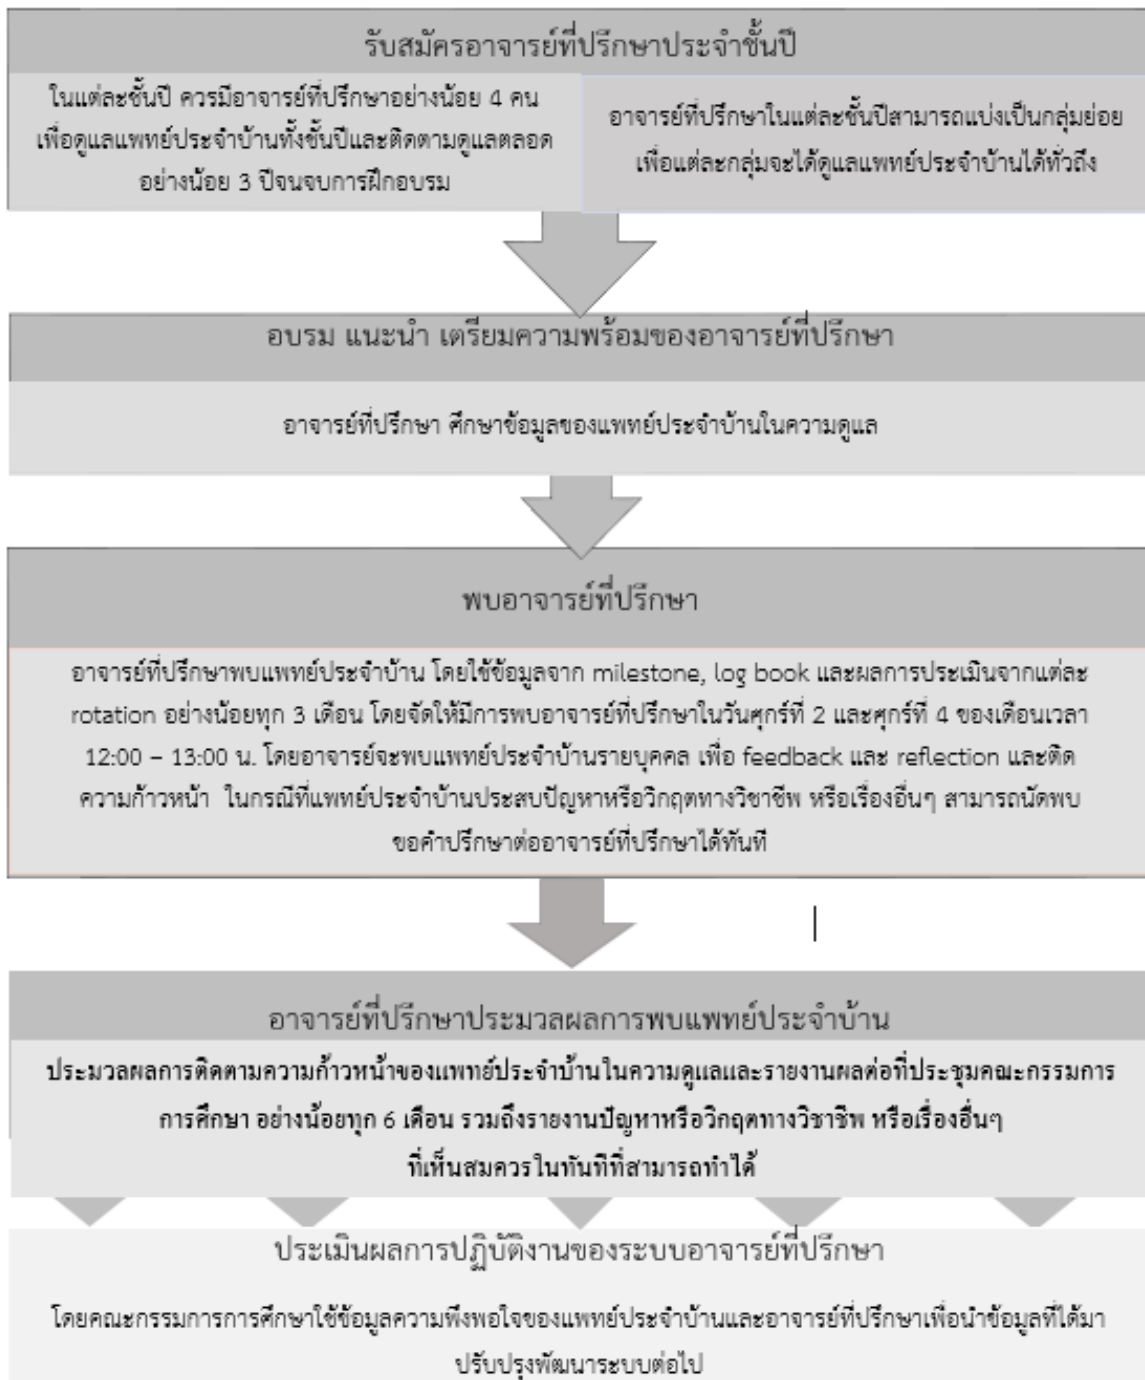 รับสมัครอาจารย์ที่ปรึกษาประจำชั้นปี
ในแต่ละชั้นปี ควรมีอาจารย์ที่ปรึกษาอย่างน้อย 4 คน
เพื่อดูแลแพทย์ประจำบ้านทั้งชั้นปีและติดตามดูแลตลอด
อย่างน้อย 3 ปีจนจบการฝึกอบรม
อาจารย์ที่ปรึกษาในแต่ละชั้นปีสามารถแบ่งเป็นกลุ่มย่อย
เพื่อแต่ละกลุ่มจะได้ดูแลแพทย์ประจำบ้านได้ทั่วถึง
อบรม แนะนำ เตรียมความพร้อมของอาจารย์ที่ปรึกษา
อาจารย์ที่ปรึกษา ศึกษาข้อมูลของแพทย์ประจำบ้านในความดูแล
พบอาจารย์ที่ปรึกษา
อาจารย์ที่ปรึกษาพบแพทย์ประจำบ้าน โดยใช้ข้อมูลจาก milestone, log book และผลการประเมินจากแต่ละ
rotation อย่างน้อยทุก 3 เดือน โดยจัดให้มีการพบอาจารย์ที่ปรึกษาในวันศุกร์ที่ 2 และศุกร์ที่ 4 ของเดือนเวลา
12:00 – 13:00 น. โดยอาจารย์จะพบแพทย์ประจำบ้านรายบุคคล เพื่อ feedback และ reflection และติด
ความก้าวหน้า ในกรณีที่แพทย์ประจำบ้านประสบปัญหาหรือวิกฤตทางวิชาชีพ หรือเรื่องอื่นๆ สามารถนัดพบ
ขอคำปรึกษาต่ออาจารย์ที่ปรึกษาได้ทันที
อาจารย์ที่ปรึกษาประมวลผลการพบแพทย์ประจำบ้าน
ประมวลผลการติดตามความก้าวหน้าของแพทย์ประจำบ้านในความดูแลและรายงานผลต่อที่ประชุมคณะกรรมการ
การศึกษา อย่างน้อยทุก 6 เดือน รวมถึงรายงานปัญหาหรือวิกฤตทางวิชาชีพ หรือเรื่องอื่นๆ
ที่เห็นสมควรในทันทีที่สามารถทำได้
ประเมินผลการปฏิบัติงานของระบบอาจารย์ที่ปรึกษา
โดยคณะกรรมการการศึกษาใช้ข้อมูลความพึงพอใจของแพทย์ประจำบ้านและอาจารย์ที่ปรึกษาเพื่อนำข้อมูลที่ได้มา
ปรับปรุงพัฒนาระบบต่อไป